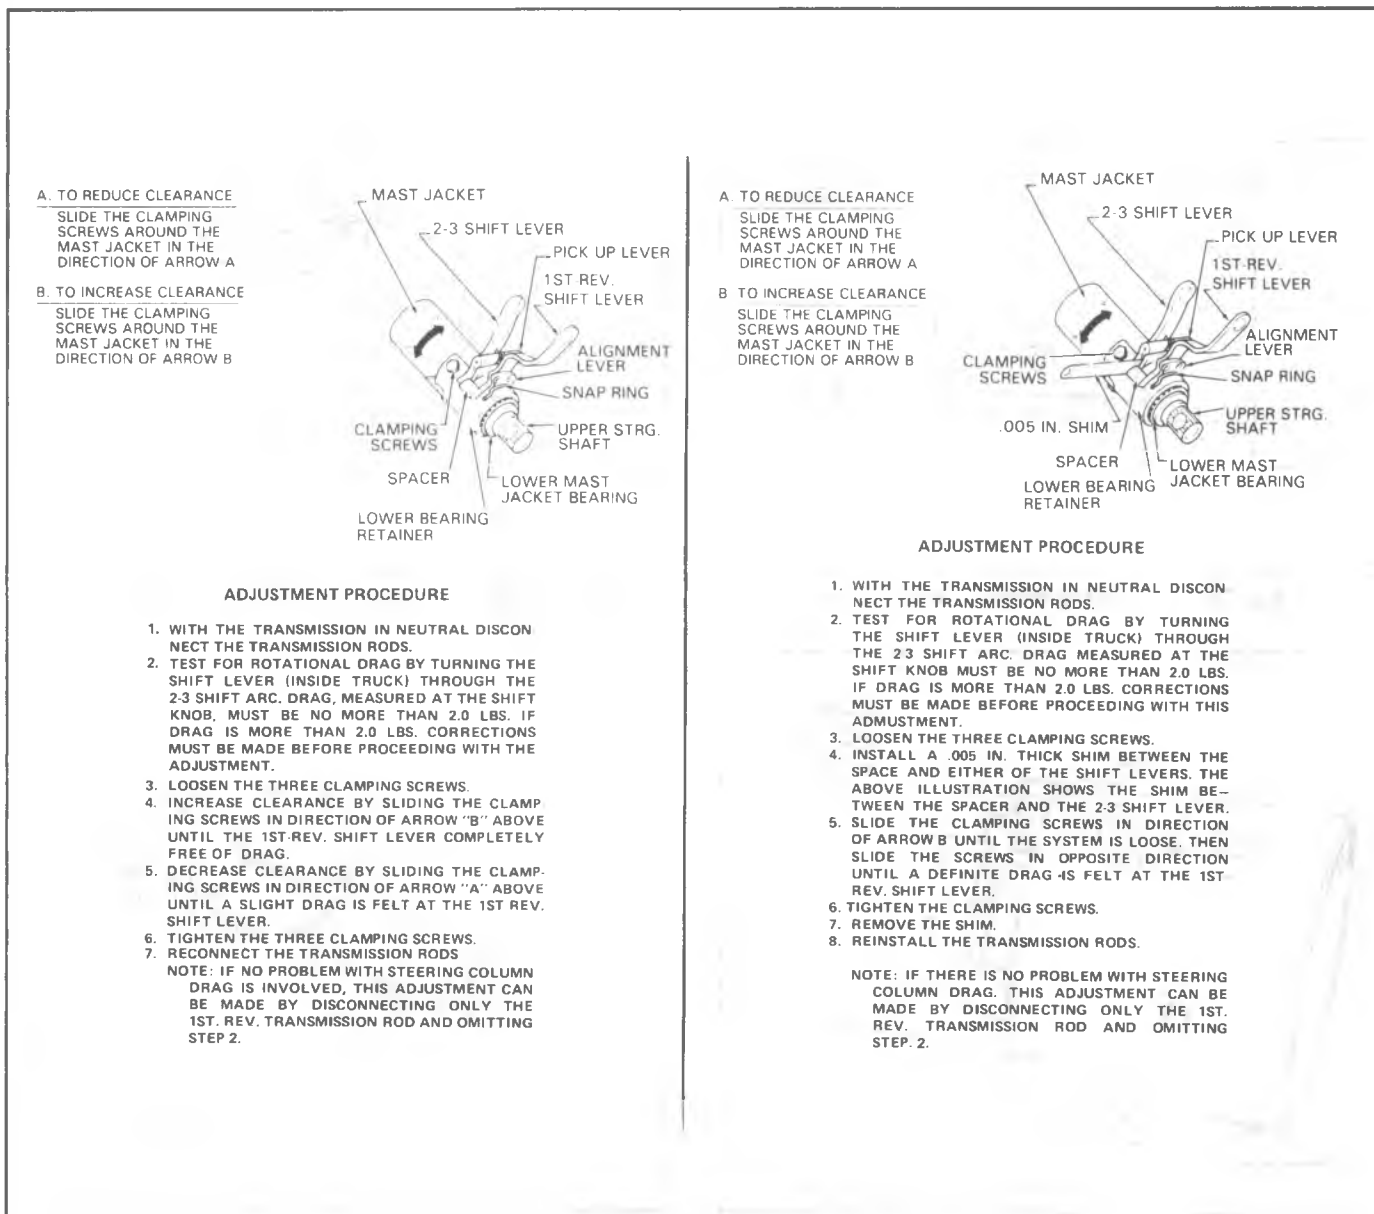 A. TO REDUCE CLEARANCE
SLIDE THE CLAMPING
SCREWS AROUND THE
MAST JACKET IN THE
DIRECTION OF ARROW A
B. TO INCREASE CLEARANCE
SLIDE THE CLAMPING
SCREWS AROUND THE
MAST JACKET IN THE
DIRECTION OF ARROW B
MAST JACKET
2-3 SHIFT LEVER
PICK UP LEVER
1ST-REV.
SHIFT LEVER
ALIGNMENT
LEVER
SNAP RING
CLAMPING
SCREWS
UPPER STRG.
SHAFT
SPACER
LOWER MAST
JACKET BEARING
LOWER BEARING
RETAINER
ADJUSTMENT PROCEDURE
1. WITH THE TRANSMISSION IN NEUTRAL DISCON
NECT THE TRANSMISSION RODS.
2. TEST FOR ROTATIONAL DRAG BY TURNING THE
SHIFT LEVER (INSIDE TRUCK) THROUGH THE
2-3 SHIFT ARC. DRAG, MEASURED AT THE SHIFT
KNOB, MUST BE NO MORE THAN 2.0 LBS. IF
DRAG IS MORE THAN 2.0 LBS. CORRECTIONS
MUST BE MADE BEFORE PROCEEDING WITH THE
ADJUSTMENT.
3. LOOSEN THE THREE CLAMPING SCREWS.
4. INCREASE CLEARANCE BY SLIDING THE CLAMP
ING SCREWS IN DIRECTION OF ARROW "B" ABOVE
UNTIL THE 1ST-REV. SHIFT LEVER COMPLETELY
FREE OF DRAG.
5. DECREASE CLEARANCE BY SLIDING THE CLAMP-
ING SCREWS IN DIRECTION OF ARROW "A" ABOVE
UNTIL A SLIGHT DRAG IS FELT AT THE 1ST REV.
SHIFT LEVER.
6. TIGHTEN THE THREE CLAMPING SCREWS.
7. RECONNECT THE TRANSMISSION RODS
NOTE: IF NO PROBLEM WITH STEERING COLUMN
DRAG IS INVOLVED, THIS ADJUSTMENT CAN
BE MADE BY DISCONNECTING ONLY THE
1ST. REV. TRANSMISSION ROD AND OMITTING
STEP 2.
A. TO REDUCE CLEARANCE
SLIDE THE CLAMPING
SCREWS AROUND THE
MAST JACKET IN THE
DIRECTION OF ARROW A
B TO INCREASE CLEARANCE
SLIDE THE CLAMPING
SCREWS AROUND THE
MAST JACKET IN THE
DIRECTION OF ARROW B
MAST JACKET
2-3 SHIFT LEVER
PICK UP LEVER
1ST-REV.
SHIFT LEVER
ALIGNMENT
LEVER
CLAMPING
SCREWS
SNAP RING
.005 IN. SHIM
UPPER STRG.
SHAFT
SPACER
LOWER MAST
JACKET BEARING
LOWER BEARING
RETAINER
ADJUSTMENT PROCEDURE
1. WITH THE TRANSMISSION IN NEUTRAL DISCON
NECT THE TRANSMISSION RODS.
2. TEST FOR ROTATIONAL DRAG BY TURNING
THE SHIFT LEVER (INSIDE TRUCK) THROUGH
THE 2-3 SHIFT ARC. DRAG MEASURED AT THE
SHIFT KNOB MUST BE NO MORE THAN 2.0 LBS.
IF DRAG IS MORE THAN 2.0 LBS. CORRECTIONS
MUST BE MADE BEFORE PROCEEDING WITH THIS
ADMUSTMENT.
3. LOOSEN THE THREE CLAMPING SCREWS.
4. INSTALL A .005 IN. THICK SHIM BETWEEN THE
SPACE AND EITHER OF THE SHIFT LEVERS. THE
ABOVE ILLUSTRATION SHOWS THE SHIM BE-
TWEEN THE SPACER AND THE 2-3 SHIFT LEVER.
5. SLIDE THE CLAMPING SCREWS IN DIRECTION
OF ARROW B UNTIL THE SYSTEM IS LOOSE. THEN
SLIDE THE SCREWS IN OPPOSITE DIRECTION
UNTIL A DEFINITE DRAG IS FELT AT THE 1ST
REV. SHIFT LEVER.
6. TIGHTEN THE CLAMPING SCREWS.
7. REMOVE THE SHIM.
8. REINSTALL THE TRANSMISSION RODS.
NOTE: IF THERE IS NO PROBLEM WITH STEERING
COLUMN DRAG. THIS ADJUSTMENT CAN BE
MADE BY DISCONNECTING ONLY THE 1ST.
REV. TRANSMISSION ROD AND OMITTING
STEP. 2.